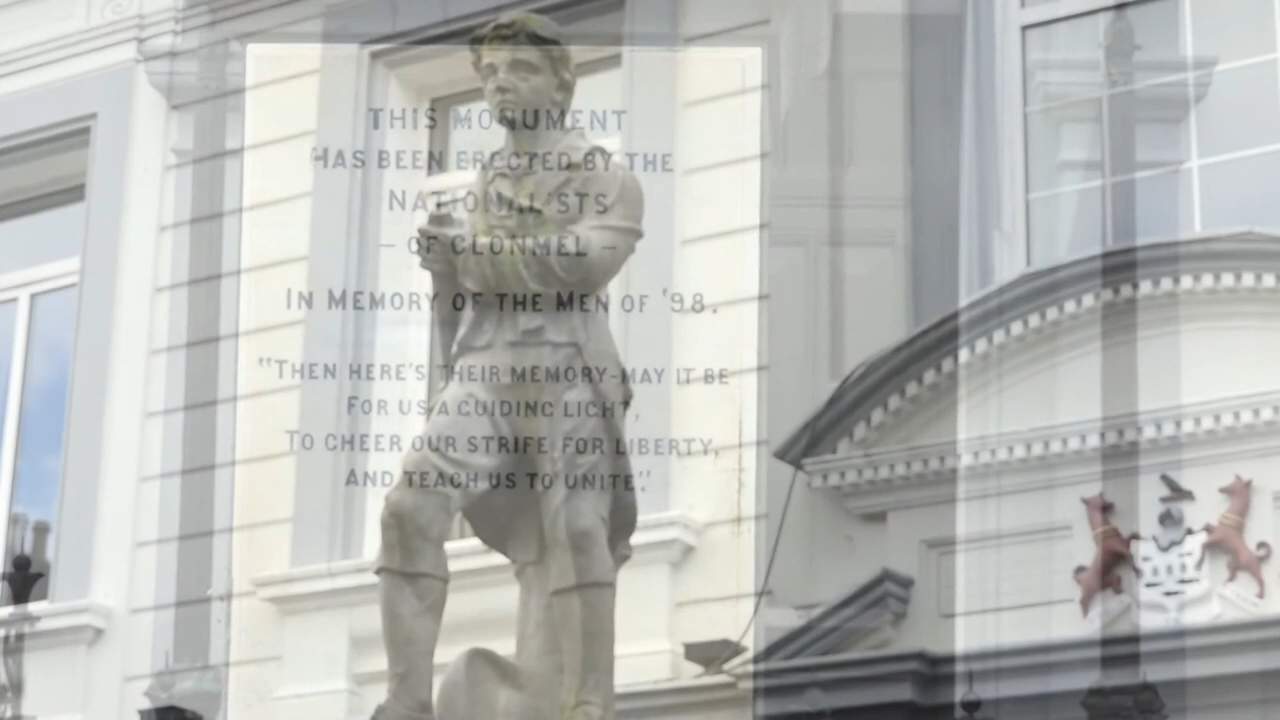 THIS MONUMENT
HAS BEEN ERECTED BY THE
NATIONALISTS
– OF CLONMEL –
IN MEMORY OF THE MEN OF '98.
"THEN HERE'S THEIR MEMORY-MAY IT BE
FOR US A GUIDING LIGHT,
TO CHEER OUR STRIFE FOR LIBERTY,
AND TEACH US TO UNITE".